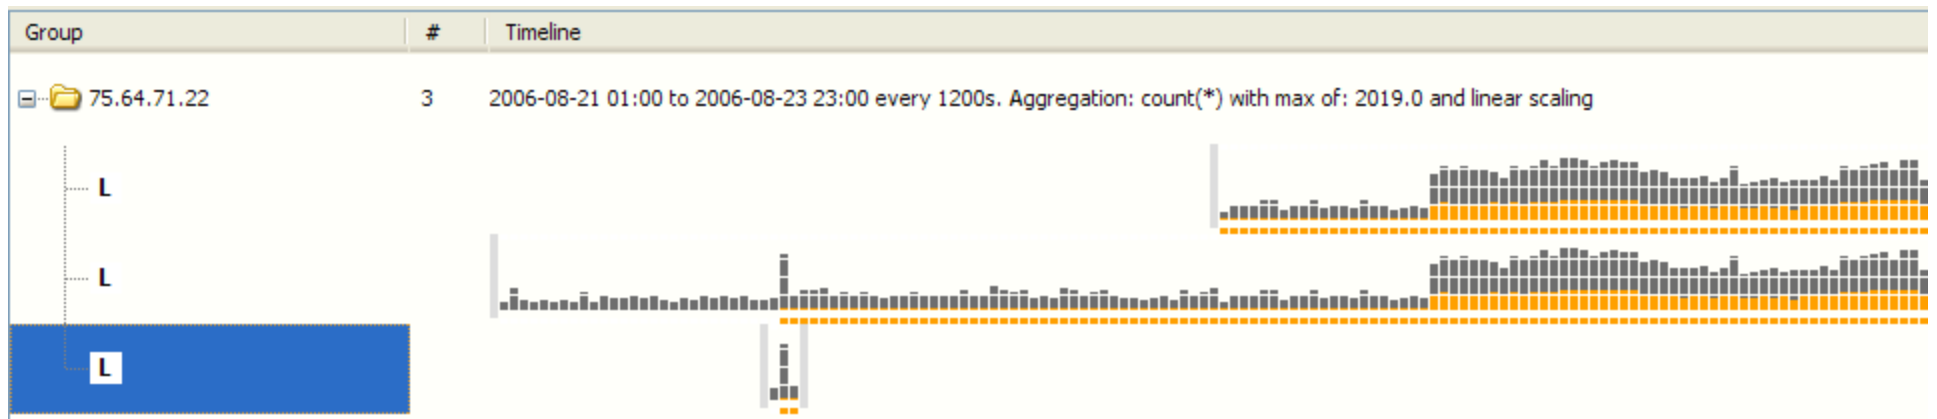 Group # Timeline
75.64.71.22 3 2006-08-21 01:00 to 2006-08-23 23:00 every 1200s. Aggregation: count(*) with max of: 2019.0 and linear scaling
L
L
L